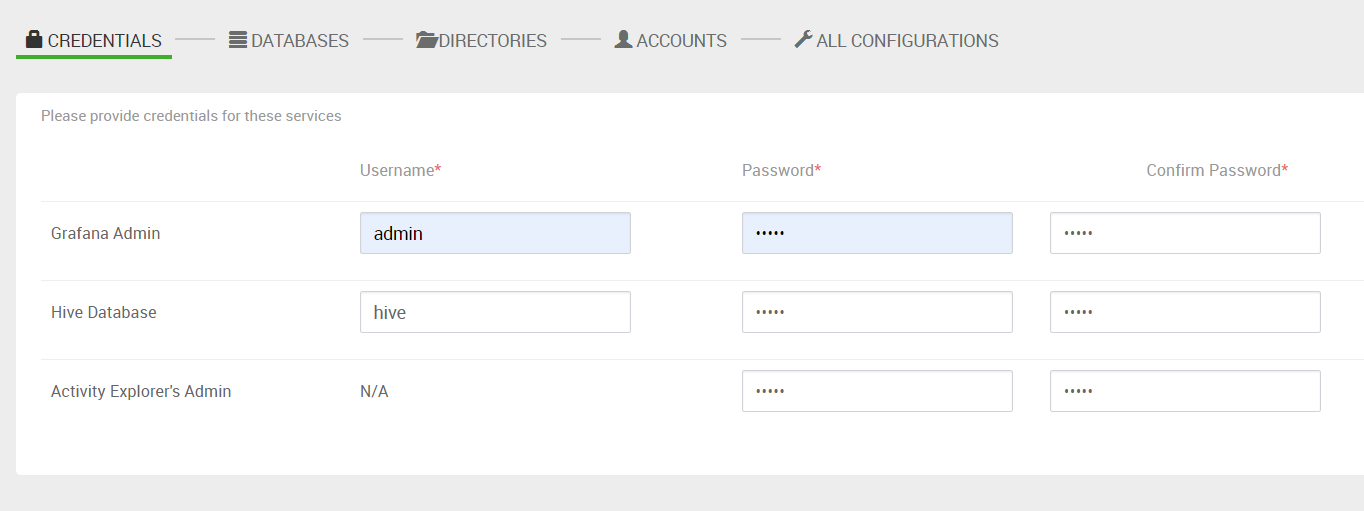 CREDENTIALS DATABASES DIRECTORIES ACCOUNTS ALL CONFIGURATIONS
Please provide credentials for these services
Username* Password* Confirm Password*
Grafana Admin admin ••••• •••••
Hive Database hive ••••• •••••
Activity Explorer's Admin N/A ••••• •••••